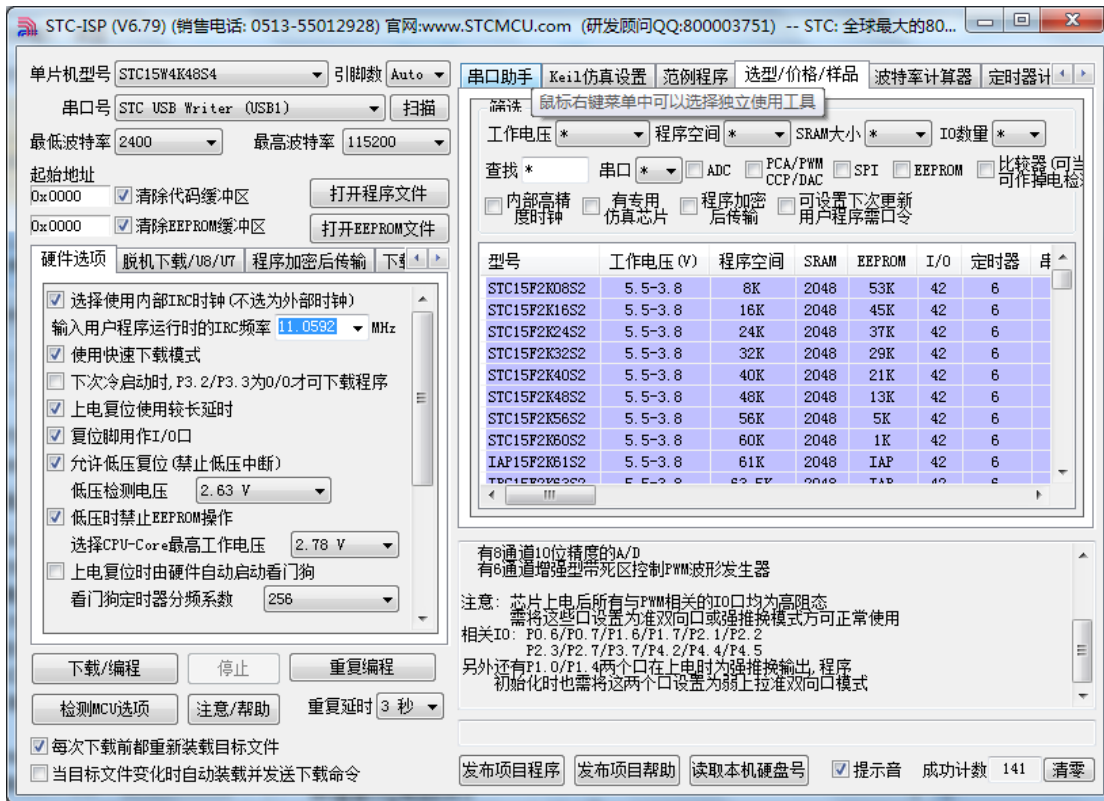 STC-ISP (V6.79) (销售电话: 0513-55012928) 官网:www.STCMCU.com (研发顾问QQ:800003751) -- STC: 全球最大的80...
单片机型号 STC15W4K48S4 引脚数 Auto
串口号 STC USB Writer (USB1) 扫描
最低波特率 2400 最高波特率 115200
起始地址
0x0000 清除代码缓冲区 打开程序文件
0x0000 清除EEPROM缓冲区 打开EEPROM文件
硬件选项 脱机下载/U8/U7 程序加密后传输
选择使用内部IRC时钟(不选为外部时钟)
输入用户程序运行时的IRC频率 11.0592 MHz
使用快速下载模式
下次冷启动时,P3.2/P3.3为0/0才可下载程序
上电复位使用较长延时
复位脚用作I/O口
允许低压复位(禁止低压中断)
低压检测电压 2.63 V
低压时禁止EEPROM操作
选择CPU-Core最高工作电压 2.78 V
上电复位时由硬件自动启动看门狗
看门狗定时器分频系数 256
下载/编程 停止 重复编程
检测MCU选项 注意/帮助 重复延时 3 秒
每次下载前都重新装载目标文件
当目标文件变化时自动装载并发送下载命令
串口助手 Keil仿真设置 范例程序 选型/价格/样品 波特率计算器 定时器计
鼠标右键菜单中可以选择独立使用工具
筛选
工作电压 * 程序空间 * SRAM大小 * IO数量 *
查找 * 串口 * ADC PCA/PWM CCP/DAC SPI EEPROM 比较器(可当 可作掉电检
内部高精度时钟 有专用仿真芯片 程序加密后传输 可设置下次更新用户程序需口令
型号 工作电压(V) 程序空间 SRAM EEPROM I/O 定时器
STC15F2K08S2 5.5-3.8 8K 2048 53K 42 6
STC15F2K16S2 5.5-3.8 16K 2048 45K 42 6
STC15F2K24S2 5.5-3.8 24K 2048 37K 42 6
STC15F2K32S2 5.5-3.8 32K 2048 29K 42 6
STC15F2K40S2 5.5-3.8 40K 2048 21K 42 6
STC15F2K48S2 5.5-3.8 48K 2048 13K 42 6
STC15F2K56S2 5.5-3.8 56K 2048 5K 42 6
STC15F2K60S2 5.5-3.8 60K 2048 1K 42 6
IAP15F2K61S2 5.5-3.8 61K 2048 IAP 42 6
有8通道10位精度的A/D
有6通道增强型带死区控制PWM波形发生器
注意: 芯片上电后所有与PWM相关的IO口均为高阻态
需将这些口设置为准双向口或强推挽模式方可正常使用
相关IO: P0.6/P0.7/P1.6/P1.7/P2.1/P2.2
P2.3/P2.7/P3.7/P4.2/P4.4/P4.5
另外还有P1.0/P1.4两个口在上电时为强推挽输出,程序
初始化时也需将这两个口设置为弱上拉准双向口模式
发布项目程序 发布项目帮助 读取本机硬盘号 提示音 成功计数 141 清零